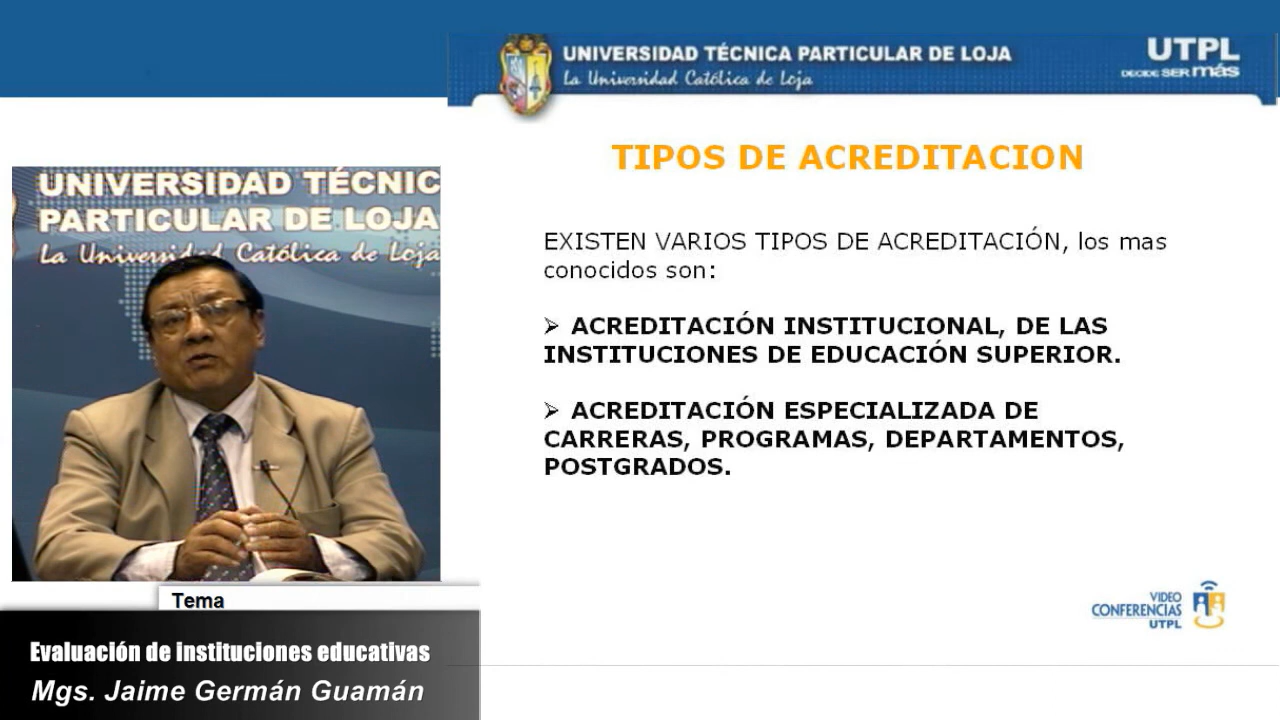 UNIVERSIDAD TÉCNICA PARTICULAR DE LOJA
La Universidad Católica de Loja
UTPL
DECIDE SER más
TIPOS DE ACREDITACION
EXISTEN VARIOS TIPOS DE ACREDITACIÓN, los mas
conocidos son:
➢ ACREDITACIÓN INSTITUCIONAL, DE LAS
INSTITUCIONES DE EDUCACIÓN SUPERIOR.
➢ ACREDITACIÓN ESPECIALIZADA DE
CARRERAS, PROGRAMAS, DEPARTAMENTOS,
POSTGRADOS.
UNIVERSIDAD TÉCNIC
PARTICULAR DE LOJA
La Universidad Católica de Loja
Tema
Evaluación de instituciones educativas
Mgs. Jaime Germán Guamán
VIDEO
CONFERENCIAS
UTPL